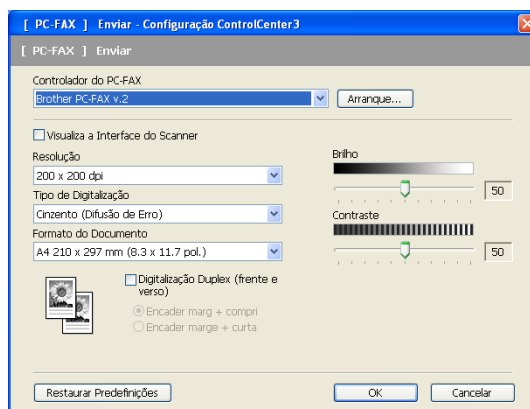 [ PC-FAX ] Enviar - Configuração ControlCenter3
[ PC-FAX ] Enviar
Controlador do PC-FAX
Brother PC-FAX v.2
Arranque...
Visualiza a Interface do Scanner
Resolução
200 x 200 dpi
Tipo de Digitalização
Cinzento (Difusão de Erro)
Formato do Documento
A4 210 x 297 mm (8.3 x 11.7 pol.)
Brilho
50
Contraste
50
Digitalização Duplex (frente e
verso)
Encader marg + compri
Encader marge + curta
Restaurar Predefinições
OK
Cancelar